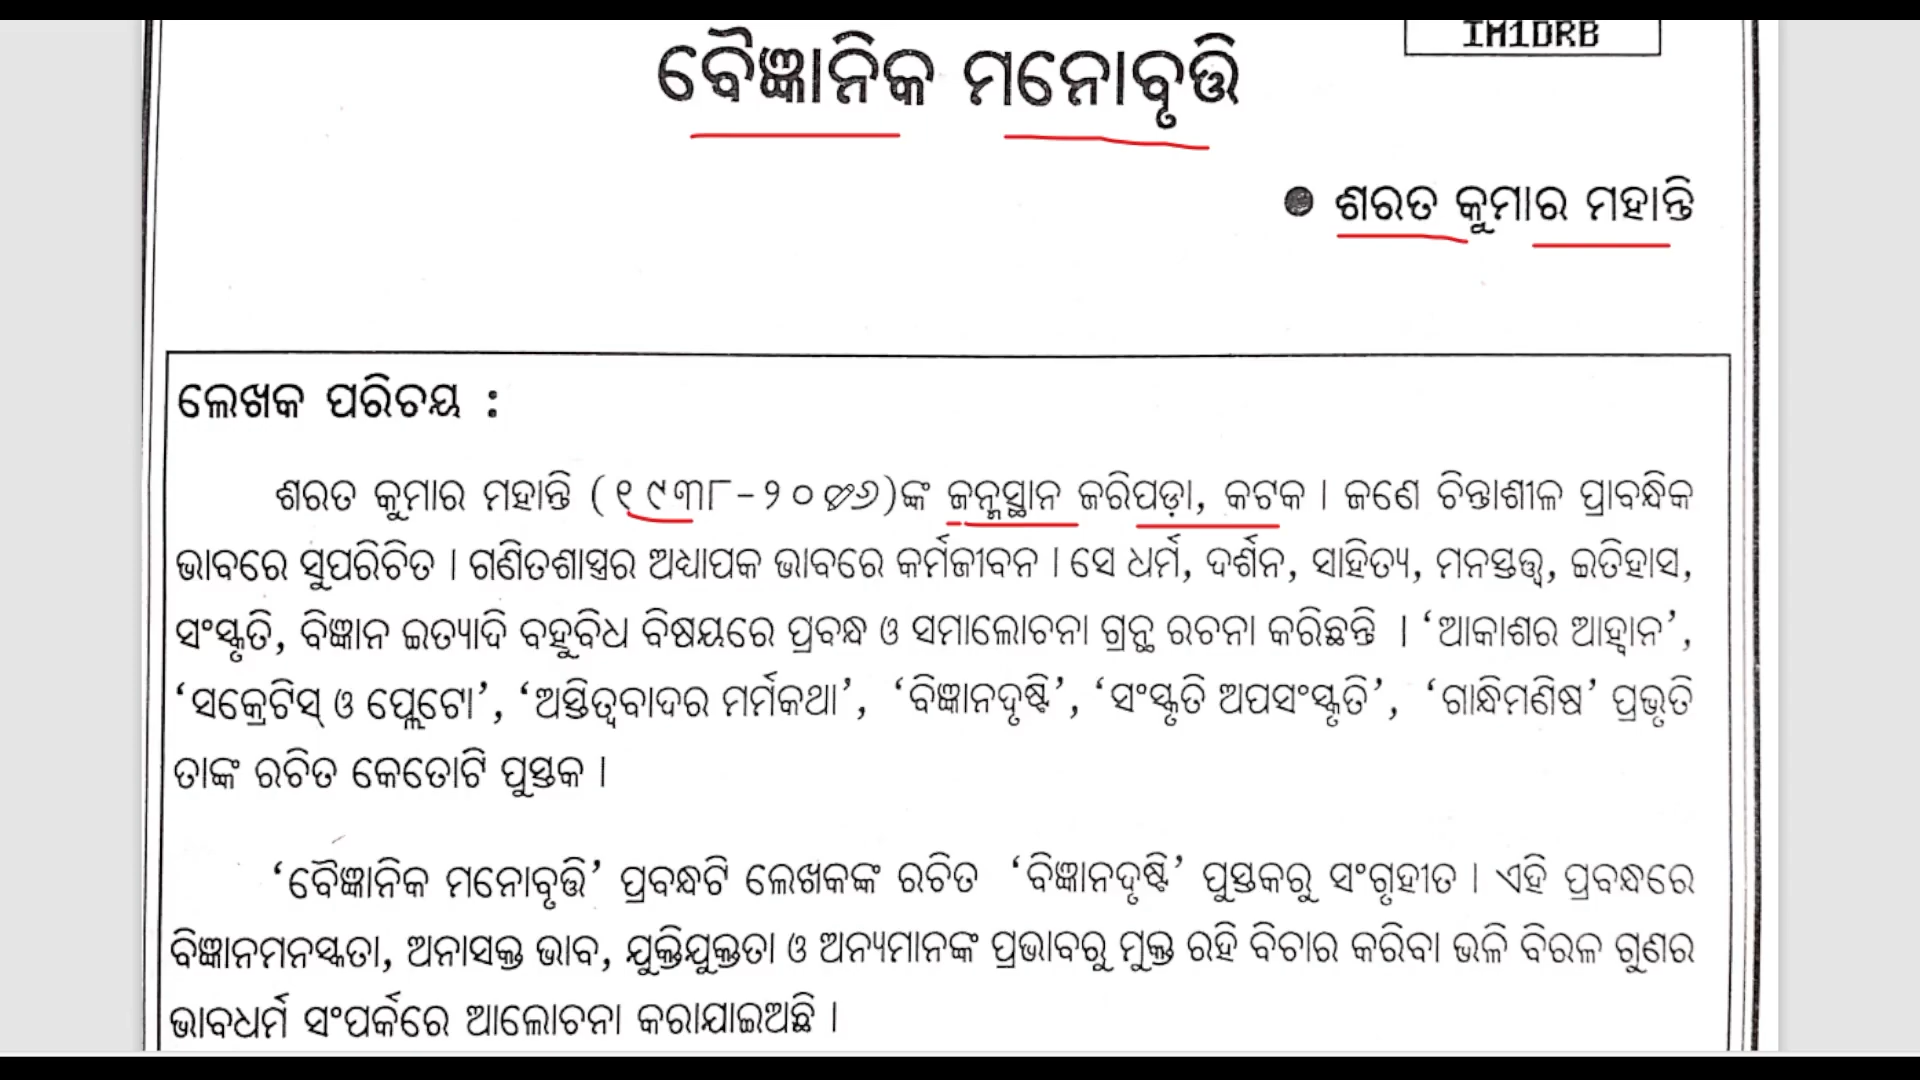 IM1DRB
ବୈଜ୍ଞାନିକ ମନୋବୃତ୍ତି
● ଶରତ କୁମାର ମହାନ୍ତି
ଲେଖକ ପରିଚୟ :
ଶରତ କୁମାର ମହାନ୍ତି (୧୯୩୮-୨୦୧୬)ଙ୍କ ଜନ୍ମସ୍ଥାନ ଜରିପଡ଼ା, କଟକ । ଜଣେ ଚିନ୍ତାଶୀଳ ପ୍ରାବନ୍ଧିକ
ଭାବରେ ସୁପରିଚିତ । ଗଣିତଶାସ୍ତ୍ରର ଅଧ୍ୟାପକ ଭାବରେ କର୍ମଜୀବନ । ସେ ଧର୍ମ, ଦର୍ଶନ, ସାହିତ୍ୟ, ମନସ୍ତତ୍ତ୍ୱ, ଇତିହାସ,
ସଂସ୍କୃତି, ବିଜ୍ଞାନ ଇତ୍ୟାଦି ବହୁବିଧ ବିଷୟରେ ପ୍ରବନ୍ଧ ଓ ସମାଲୋଚନା ଗ୍ରନ୍ଥ ରଚନା କରିଛନ୍ତି । ‘ଆକାଶର ଆହ୍ୱାନ’,
‘ସକ୍ରେଟିସ୍ ଓ ପ୍ଲେଟୋ’, ‘ଅସ୍ତିତ୍ୱବାଦର ମର୍ମକଥା’, ‘ବିଜ୍ଞାନଦୃଷ୍ଟି’, ‘ସଂସ୍କୃତି ଅପସଂସ୍କୃତି’, ‘ଗାନ୍ଧିମଣିଷ’ ପ୍ରଭୃତି
ତାଙ୍କ ରଚିତ କେତୋଟି ପୁସ୍ତକ ।
‘ବୈଜ୍ଞାନିକ ମନୋବୃତ୍ତି’ ପ୍ରବନ୍ଧଟି ଲେଖକଙ୍କ ରଚିତ ‘ବିଜ୍ଞାନଦୃଷ୍ଟି’ ପୁସ୍ତକରୁ ସଂଗୃହୀତ । ଏହି ପ୍ରବନ୍ଧରେ
ବିଜ୍ଞାନମନସ୍କତା, ଅନାସକ୍ତ ଭାବ, ଯୁକ୍ତିଯୁକ୍ତତା ଓ ଅନ୍ୟମାନଙ୍କ ପ୍ରଭାବରୁ ମୁକ୍ତ ରହି ବିଚାର କରିବା ଭଳି ବିରଳ ଗୁଣର
ଭାବଧର୍ମ ସଂପର୍କରେ ଆଲୋଚନା କରାଯାଇଅଛି ।